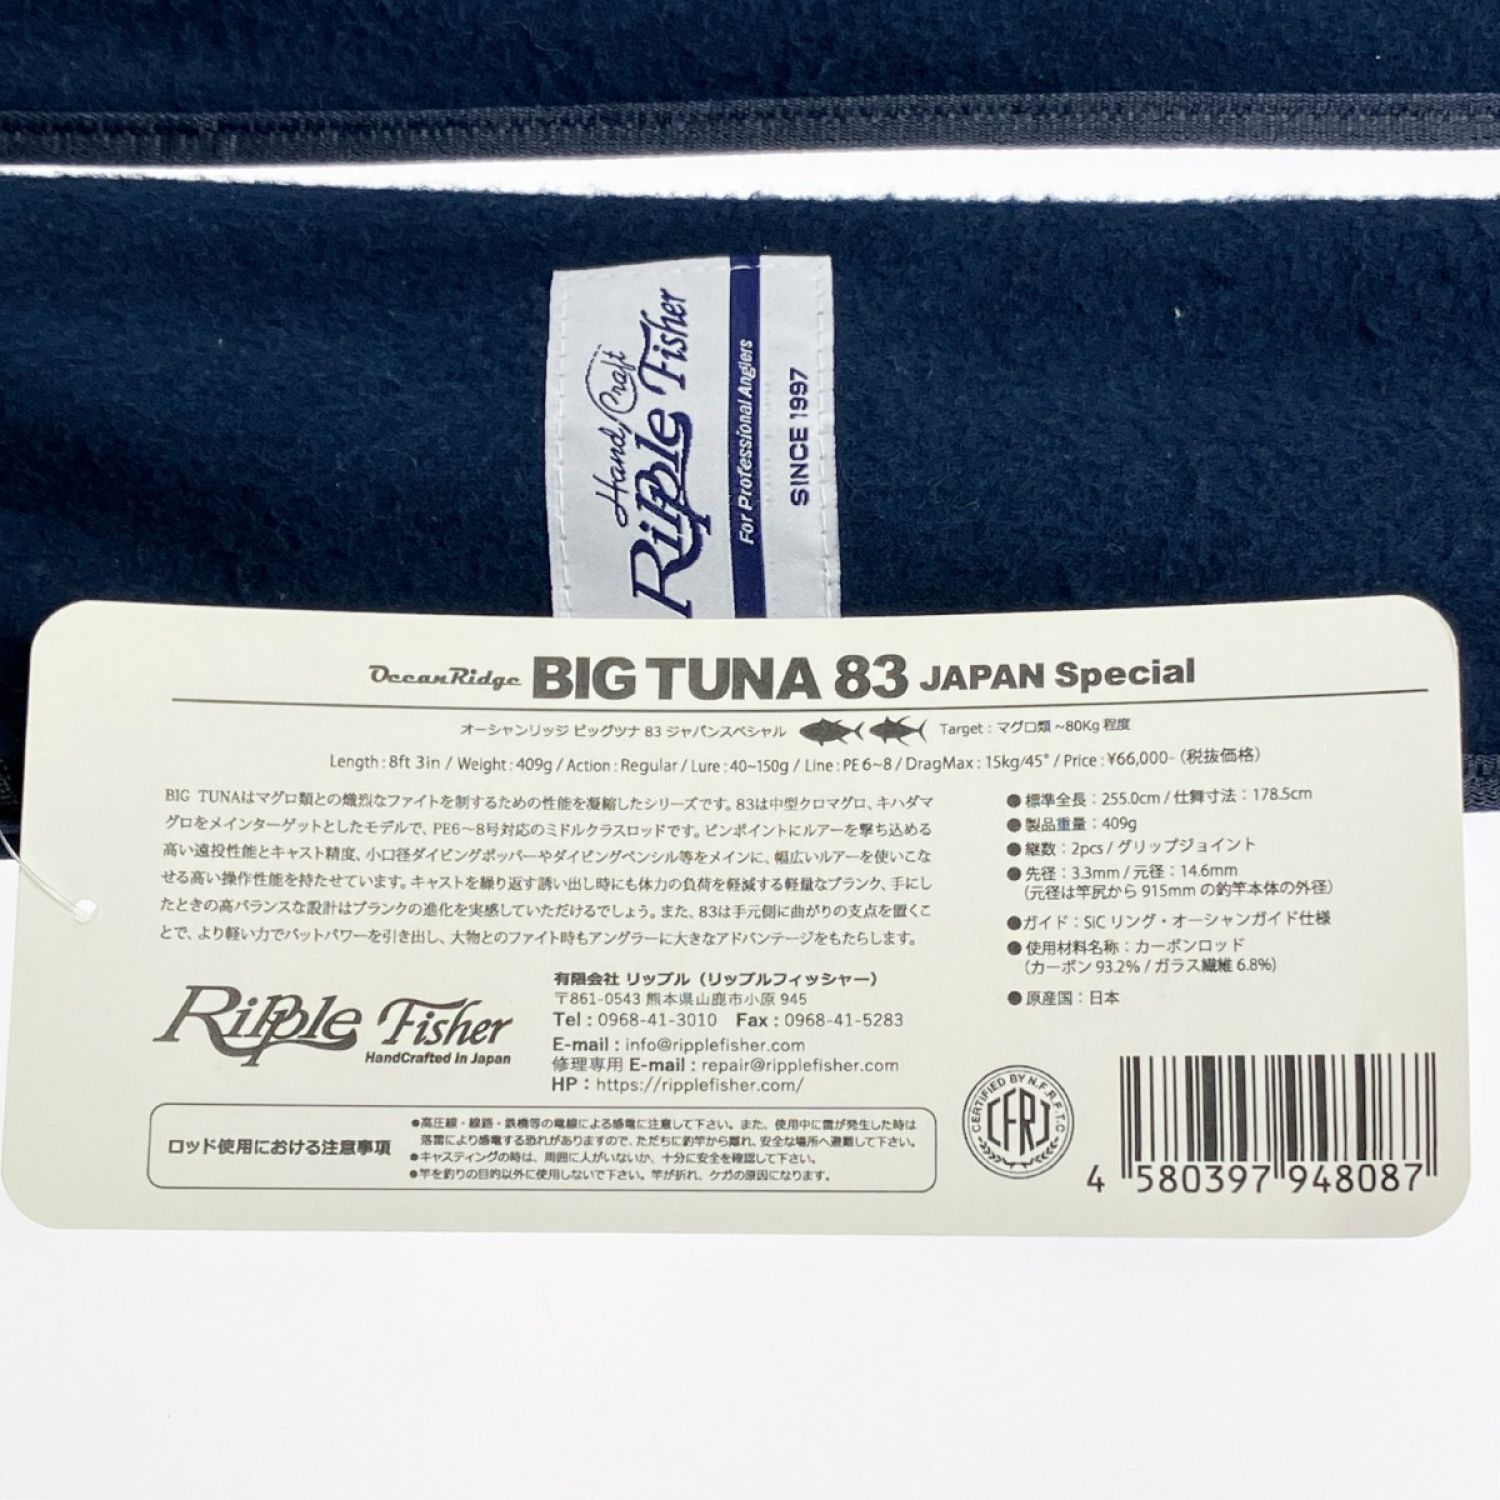 Hand Craft
Ripple Fisher
For Professional Anglers
SINCE 1997
OceanRidge BIG TUNA 83 JAPAN Special
オーシャンリッジ ビッグツナ 83 ジャパンスペシャル Target : マグロ類 ~80Kg 程度
Length : 8ft 3in / Weight : 409g / Action : Regular / Lure : 40~150g / Line : PE 6~8 / DragMax : 15kg/45° / Price : ¥66,000- (税抜価格)
BIG TUNAはマグロ類との熾烈なファイトを制するための性能を凝縮したシリーズです。83は中型クロマグロ、キハダマ
グロをメインターゲットとしたモデルで、PE6~8号対応のミドルクラスロッドです。ピンポイントにルアーを撃ち込める
高い遠投性能とキャスト精度、小口径ダイビングポッパーやダイビングペンシル等をメインに、幅広いルアーを使いこな
せる高い操作性能を持たせています。キャストを繰り返す誘い出し時にも体力の負荷を軽減する軽量なブランク、手にし
たときの高バランスな設計はブランクの進化を実感していただけるでしょう。また、83は手元側に曲がりの支点を置くこ
とで、より軽い力でバットパワーを引き出し、大物とのファイト時もアングラーに大きなアドバンテージをもたらします。
●標準全長：255.0cm / 仕舞寸法：178.5cm
●製品重量：409g
●継数：2pcs / グリップジョイント
●先径：3.3mm / 元径：14.6mm
(元径は竿尻から 915mm の釣竿本体の外径)
●ガイド：SiC リング・オーシャンガイド仕様
●使用材料名称：カーボンロッド
(カーボン 93.2% / ガラス繊維 6.8%)
●原産国：日本
Ripple Fisher
HandCrafted in Japan
有限会社 リップル（リップルフィッシャー）
〒861-0543 熊本県山鹿市小原 945
Tel : 0968-41-3010 Fax : 0968-41-5283
E-mail : info@ripplefisher.com
修理専用 E-mail : repair@ripplefisher.com
HP : https://ripplefisher.com/
ロッド使用における注意事項
●高圧線・線路・鉄橋等の電線による感電に注意して下さい。また、使用中に雷が発生した時は
落雷により感電する恐れがありますので、ただちに釣竿から離れ、安全な場所へ避難して下さい。
●キャスティングの時は、周囲に人がいないか、十分に安全を確認して下さい。
●竿を釣りの目的以外に使用しないで下さい。竿が折れ、ケガの原因になります。
CERTIFIED BY N.F.R.F.T.C
CFRJ
4 580397 948087